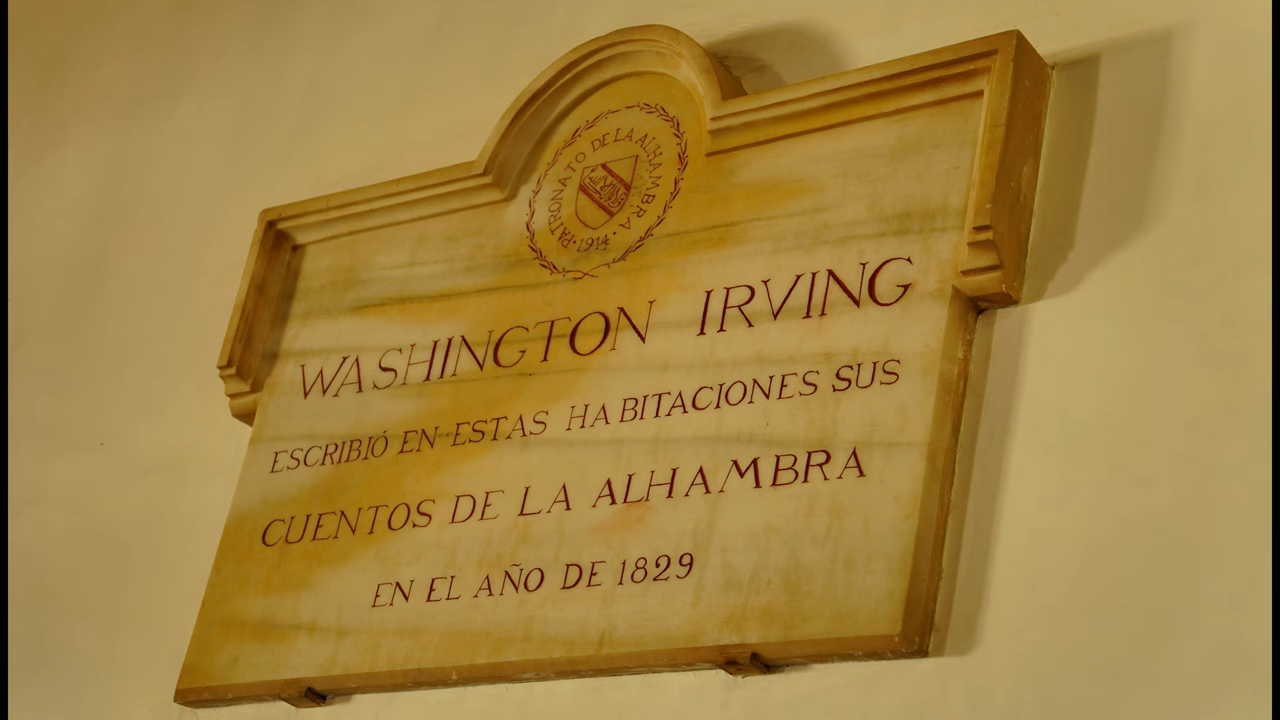 PATRONATO DE LA ALHAMBRA
·1914·
WASHINGTON IRVING
ESCRIBIÓ EN ESTAS HABITACIONES SUS
CUENTOS DE LA ALHAMBRA
EN EL AÑO DE 1829